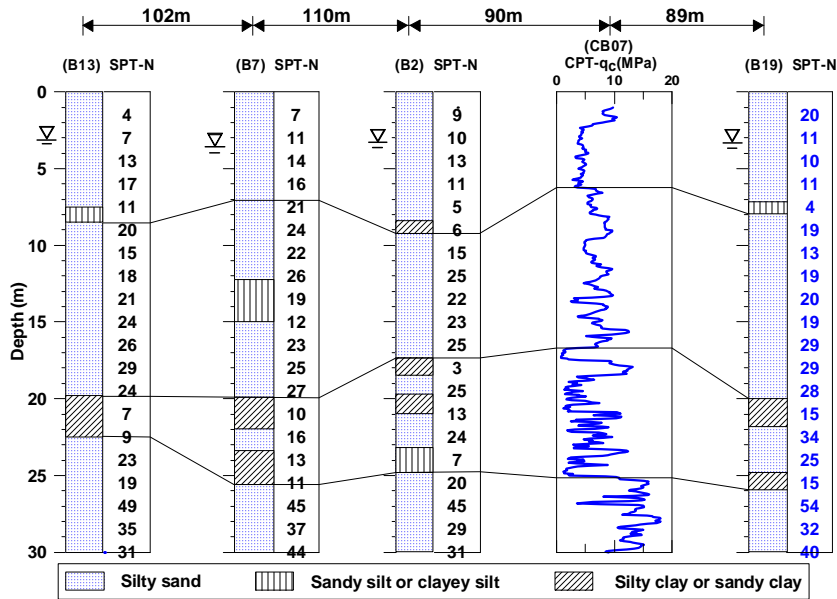 102m 110m 90m 89m
(CB07)
(B13) SPT-N (B7) SPT-N (B2) SPT-N CPT-qc(MPa) (B19) SPT-N
0 0 10 20
4 7 9 20
7 11 10 11
13 14 13 10
5
17 16 11 11
11 21 5 4
20 24 6 19
10
15 22 15 13
18 26 25 19
21 19 22 20
15
24 12 23 19
26 23 25 29
29 25 3 29
24 27 25 28
20
7 10 13 15
9 16 24 34
23 13 7 25
25
19 11 20 15
49 45 45 54
35 37 29 32
30
31 44 31 40
Depth (m)
Silty sand Sandy silt or clayey silt Silty clay or sandy clay